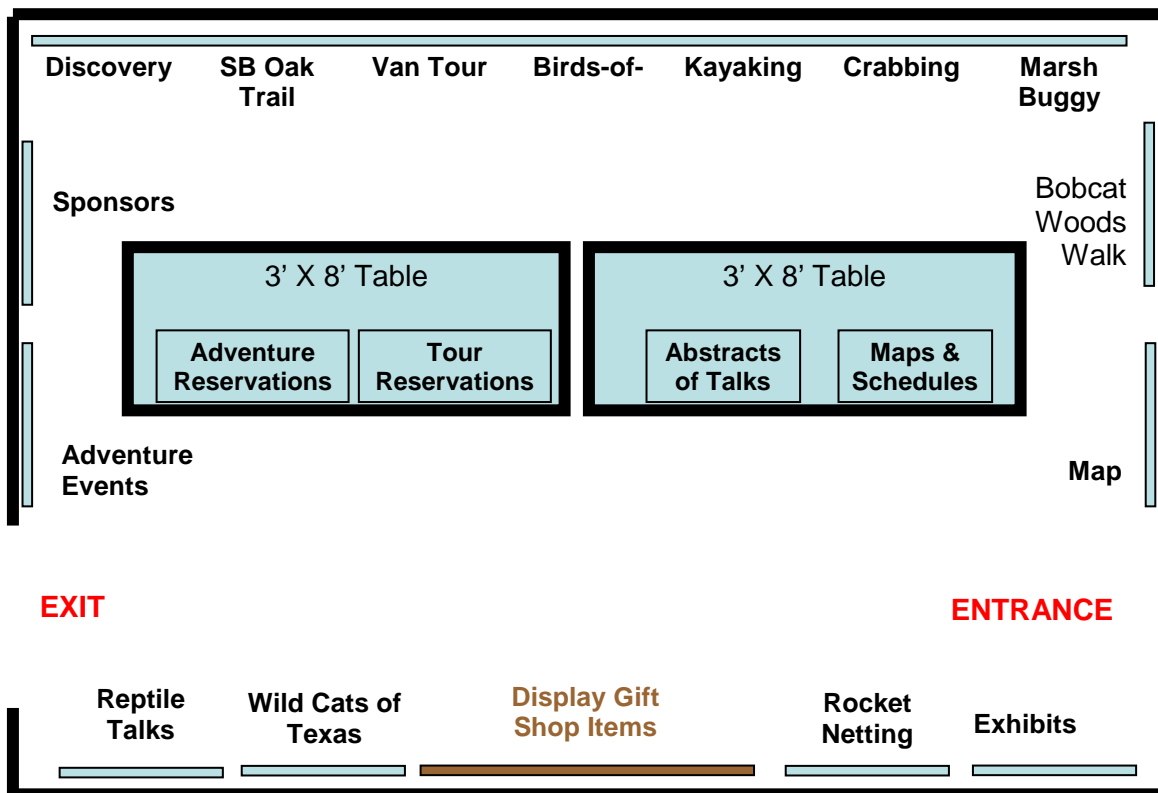 Discovery
SB Oak
Trail
Van Tour
Birds-of-
Kayaking
Crabbing
Marsh
Buggy
Sponsors
Bobcat
Woods
Walk
3’ X 8’ Table
Adventure
Reservations
Tour
Reservations
3’ X 8’ Table
Abstracts
of Talks
Maps &
Schedules
Adventure
Events
Map
EXIT
ENTRANCE
Reptile
Talks
Wild Cats of
Texas
Display Gift
Shop Items
Rocket
Netting
Exhibits